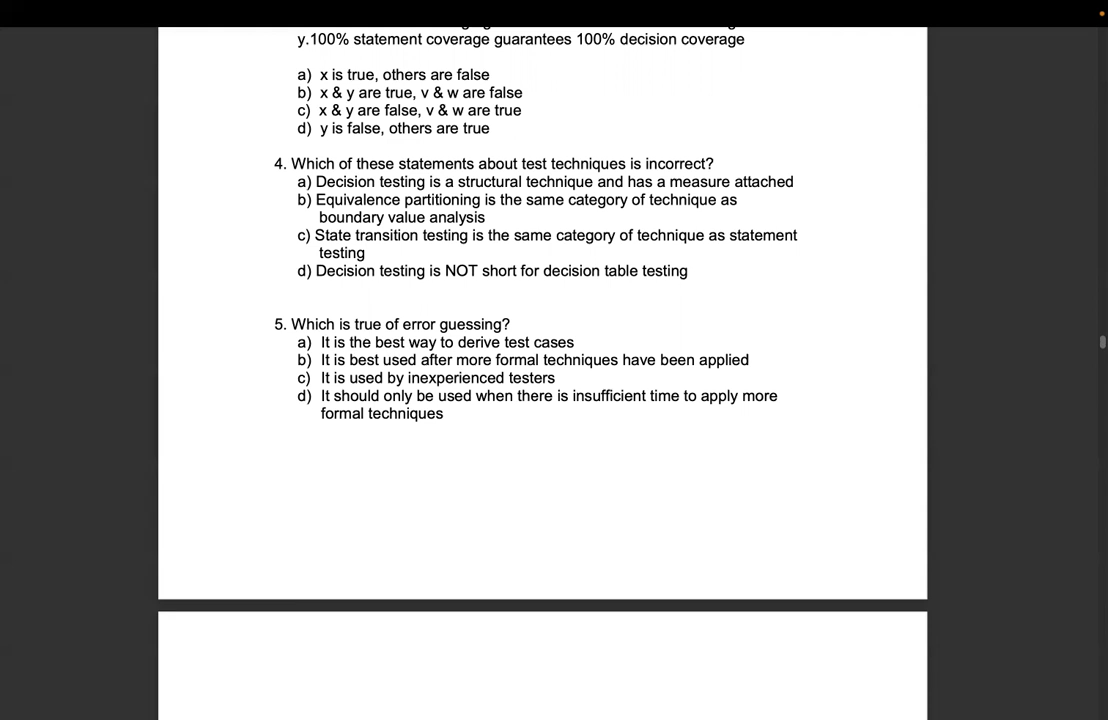 y.100% statement coverage guarantees 100% decision coverage
a) x is true, others are false
b) x & y are true, v & w are false
c) x & y are false, v & w are true
d) y is false, others are true
4. Which of these statements about test techniques is incorrect?
a) Decision testing is a structural technique and has a measure attached
b) Equivalence partitioning is the same category of technique as
boundary value analysis
c) State transition testing is the same category of technique as statement
testing
d) Decision testing is NOT short for decision table testing
5. Which is true of error guessing?
a) It is the best way to derive test cases
b) It is best used after more formal techniques have been applied
c) It is used by inexperienced testers
d) It should only be used when there is insufficient time to apply more
formal techniques